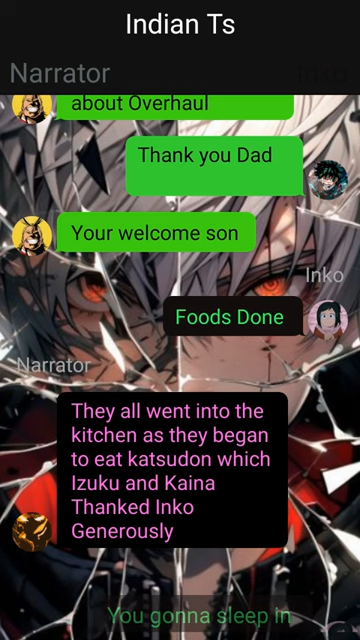 Indian Ts
Narrator
Inko
about Overhaul
Thank you Dad
Your welcome son
Inko
Foods Done
Narrator
They all went into the
kitchen as they began
to eat katsudon which
Izuku and Kaina
Thanked Inko
Generously
You gonna sleep in